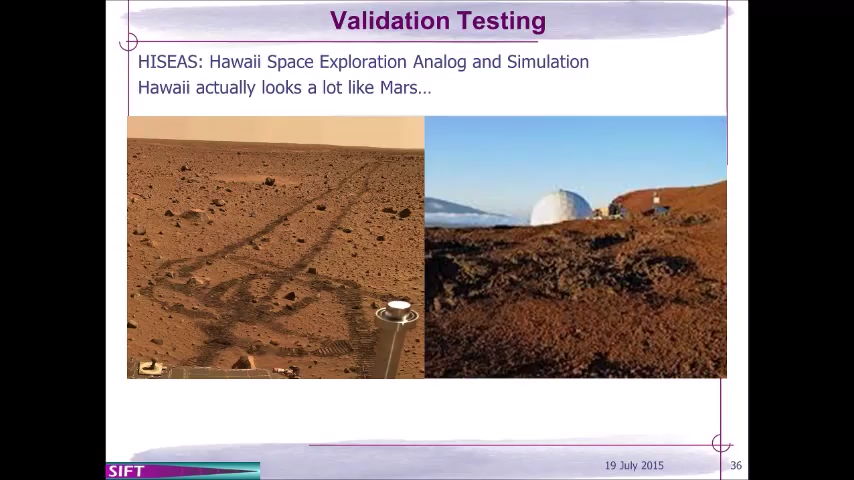 Validation Testing
HISEAS: Hawaii Space Exploration Analog and Simulation
Hawaii actually looks a lot like Mars…
SIFT
19 July 2015
36